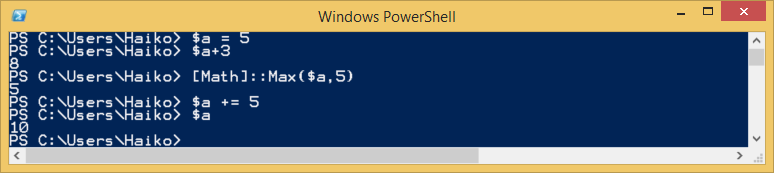 Windows PowerShell
PS C:\Users\Haiko> $a = 5
PS C:\Users\Haiko> $a+3
8
PS C:\Users\Haiko> [Math]::Max($a,5)
5
PS C:\Users\Haiko> $a += 5
PS C:\Users\Haiko> $a
10
PS C:\Users\Haiko>